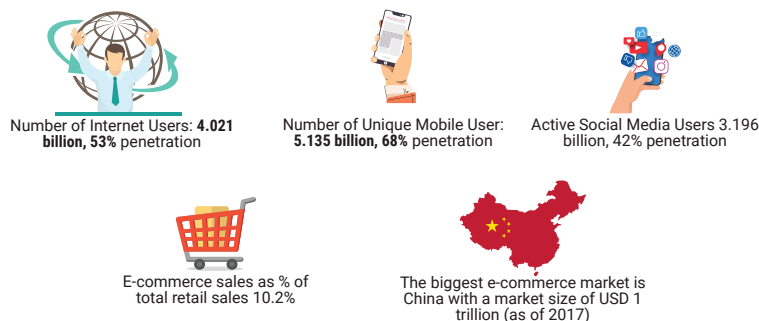 Number of Internet Users: 4.021
billion, 53% penetration
Number of Unique Mobile User:
5.135 billion, 68% penetration
Active Social Media Users 3.196
billion, 42% penetration
E-commerce sales as % of
total retail sales 10.2%
The biggest e-commerce market is
China with a market size of USD 1
trillion (as of 2017)